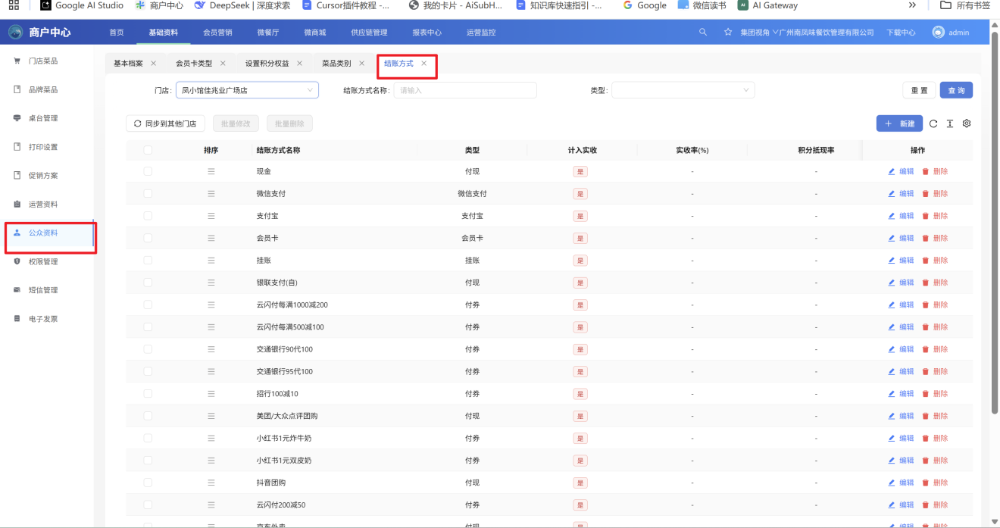 Google AI Studio 商户中心 DeepSeek | 深度求索 Cursor插件教程 -... 我的卡片 - AiSubH... 知识库快速指引 -... Google 微信读书 AI Gateway 所有书签
商户中心 首页 基础资料 会员营销 微餐厅 微商城 供应链管理 报表中心 运营监控 集团视角 广州南凤味餐饮管理有限公司 下载中心 admin
门店菜品
品牌菜品
桌台管理
打印设置
促销方案
运营资料
公众资料
权限管理
短信管理
电子发票
基本档案 会员卡类型 设置积分权益 菜品类别 结账方式
门店: 凤小馆佳兆业广场店 结账方式名称: 请输入 类型: 重 置 查 询
同步到其他门店 批量修改 批量删除 新建
排序 结账方式名称 类型 计入实收 实收率(%) 积分抵现率 操作
现金 付现 是 - - 编辑 删除
微信支付 微信支付 是 - - 编辑 删除
支付宝 支付宝 是 - - 编辑 删除
会员卡 会员卡 是 - - 编辑 删除
挂账 挂账 是 - - 编辑 删除
银联支付(自) 付现 是 - - 编辑 删除
云闪付每满1000减200 付券 是 - - 编辑 删除
云闪付每满500减100 付券 是 - - 编辑 删除
交通银行90代100 付券 是 - - 编辑 删除
交通银行95代100 付券 是 - - 编辑 删除
招行100减10 付券 是 - - 编辑 删除
美团/大众点评团购 付现 是 - - 编辑 删除
小红书1元炸牛奶 付券 是 - - 编辑 删除
小红书1元双皮奶 付券 是 - - 编辑 删除
抖音团购 付现 是 - - 编辑 删除
云闪付200减50 付券 是 - - 编辑 删除
京东外卖 付现 是 - - 编辑 删除